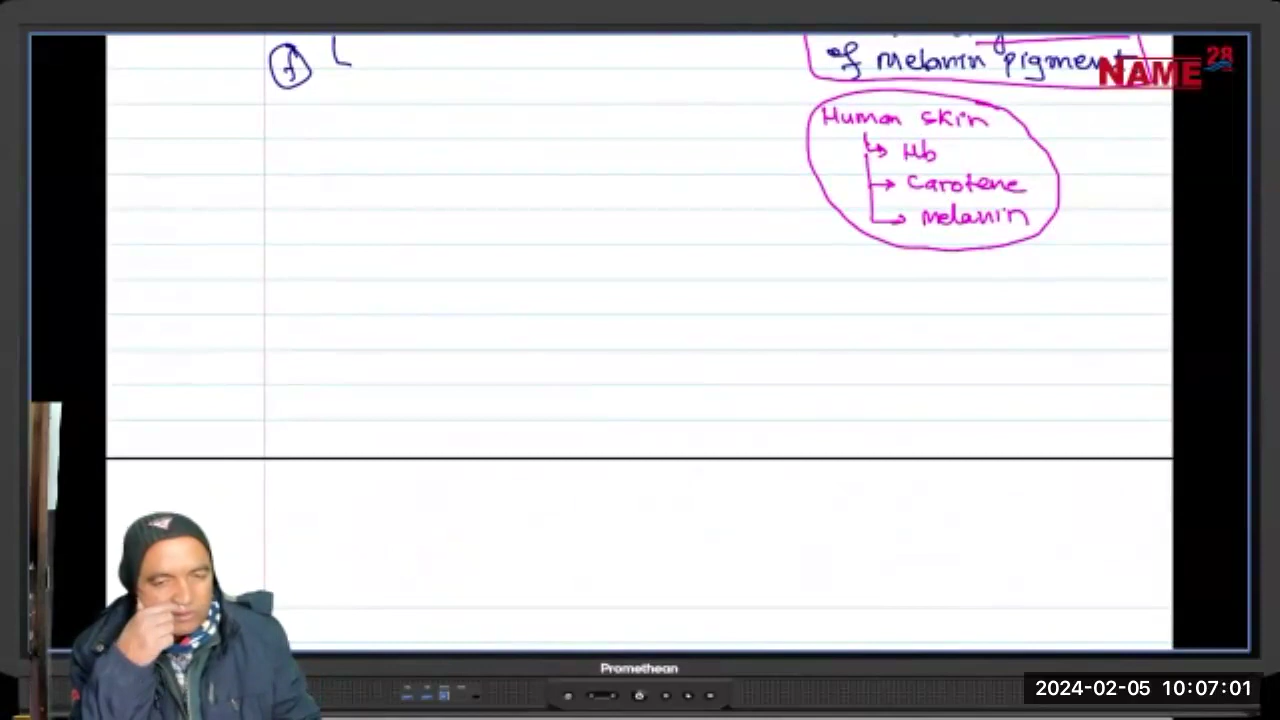 of melanin pigment
NAME 28
f
Human skin
Hb
Carotene
melanin
Promethean
2024-02-05 10:07:01